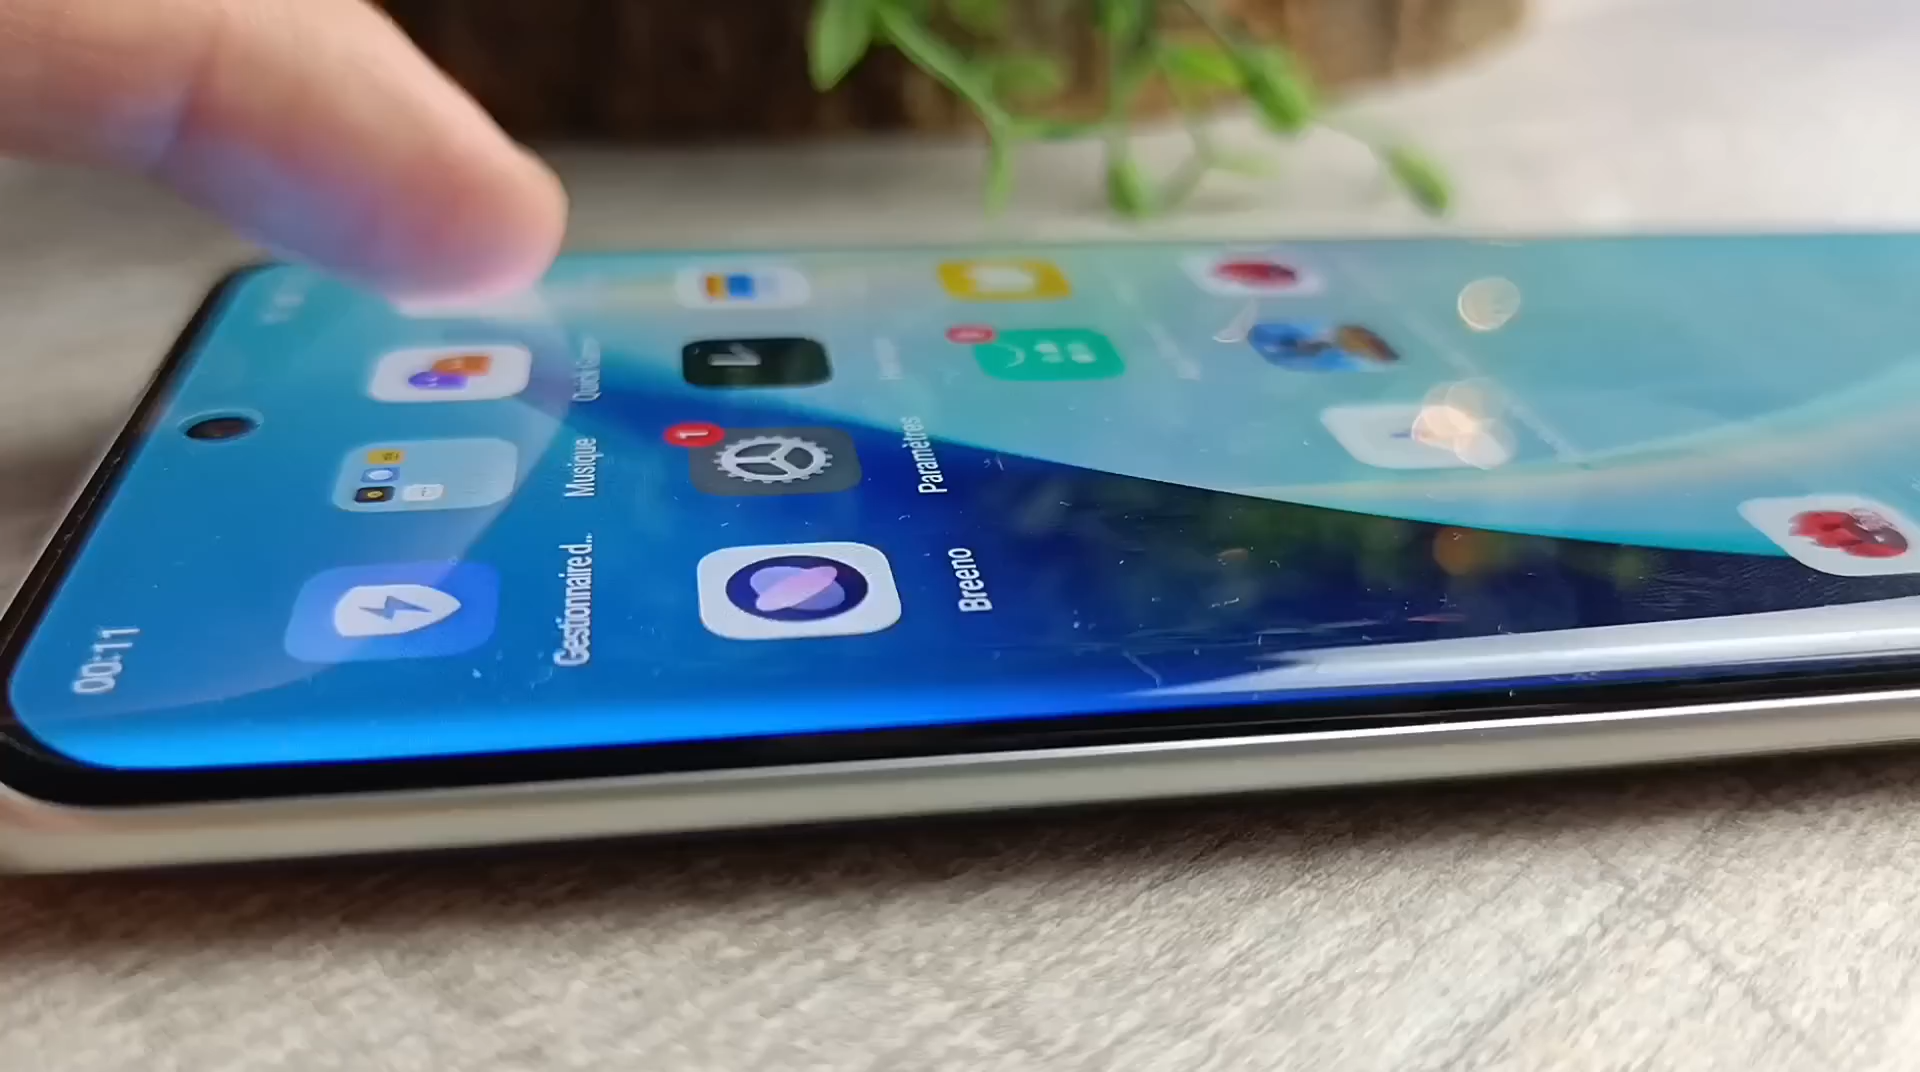 00:11
Gestionnaire d..
Musique
Breeno
Paramètres
1